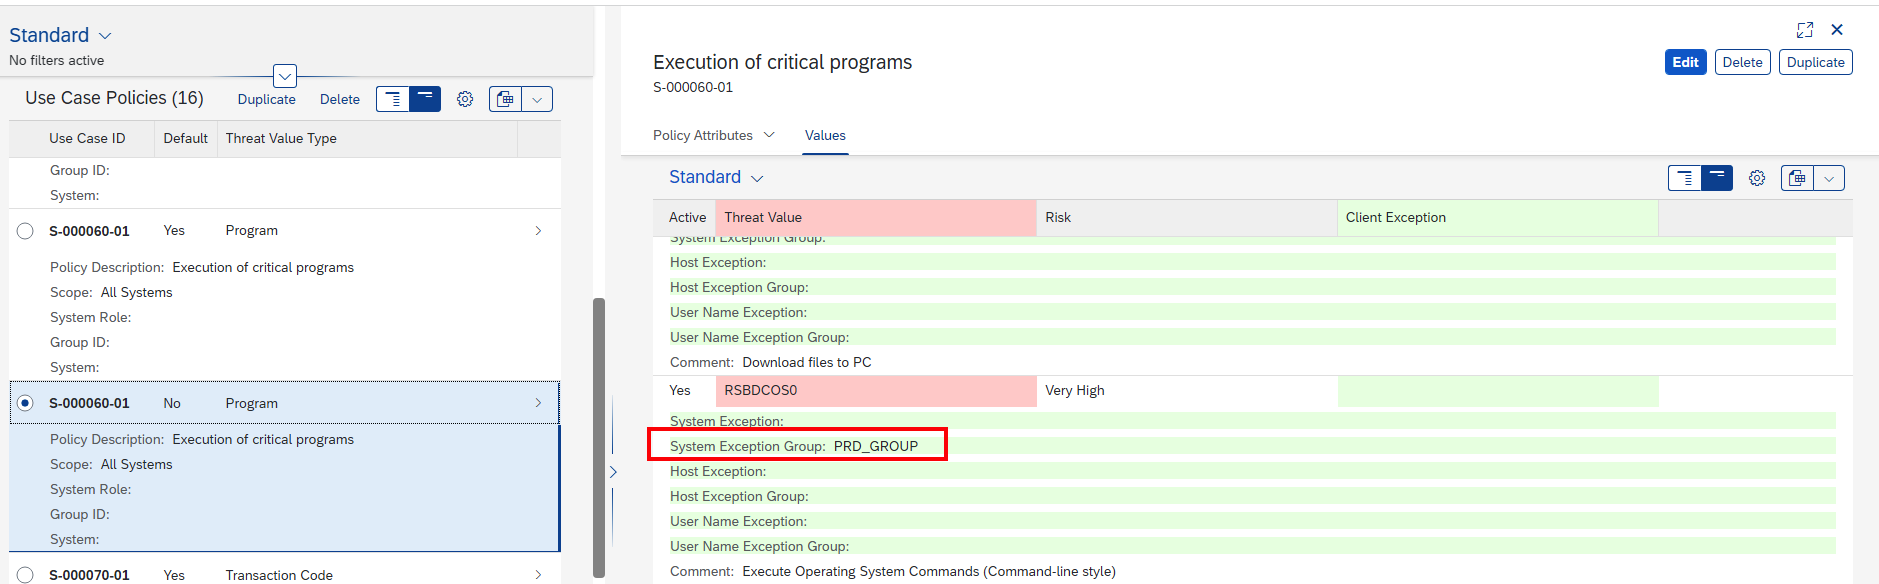 Standard
No filters active
Use Case Policies (16)
Duplicate
Delete
Use Case ID
Default
Threat Value Type
Group ID:
System:
S-000060-01
Yes
Program
Policy Description: Execution of critical programs
Scope: All Systems
System Role:
Group ID:
System:
S-000060-01
No
Program
Policy Description: Execution of critical programs
Scope: All Systems
System Role:
Group ID:
System:
S-000070-01
Yes
Transaction Code
Execution of critical programs
S-000060-01
Edit
Delete
Duplicate
Policy Attributes
Values
Standard
Active
Threat Value
Risk
Client Exception
System Exception Group:
Host Exception:
Host Exception Group:
User Name Exception:
User Name Exception Group:
Comment: Download files to PC
Yes
RSBDCOS0
Very High
System Exception:
System Exception Group: PRD_GROUP
Host Exception:
Host Exception Group:
User Name Exception:
User Name Exception Group:
Comment: Execute Operating System Commands (Command-line style)